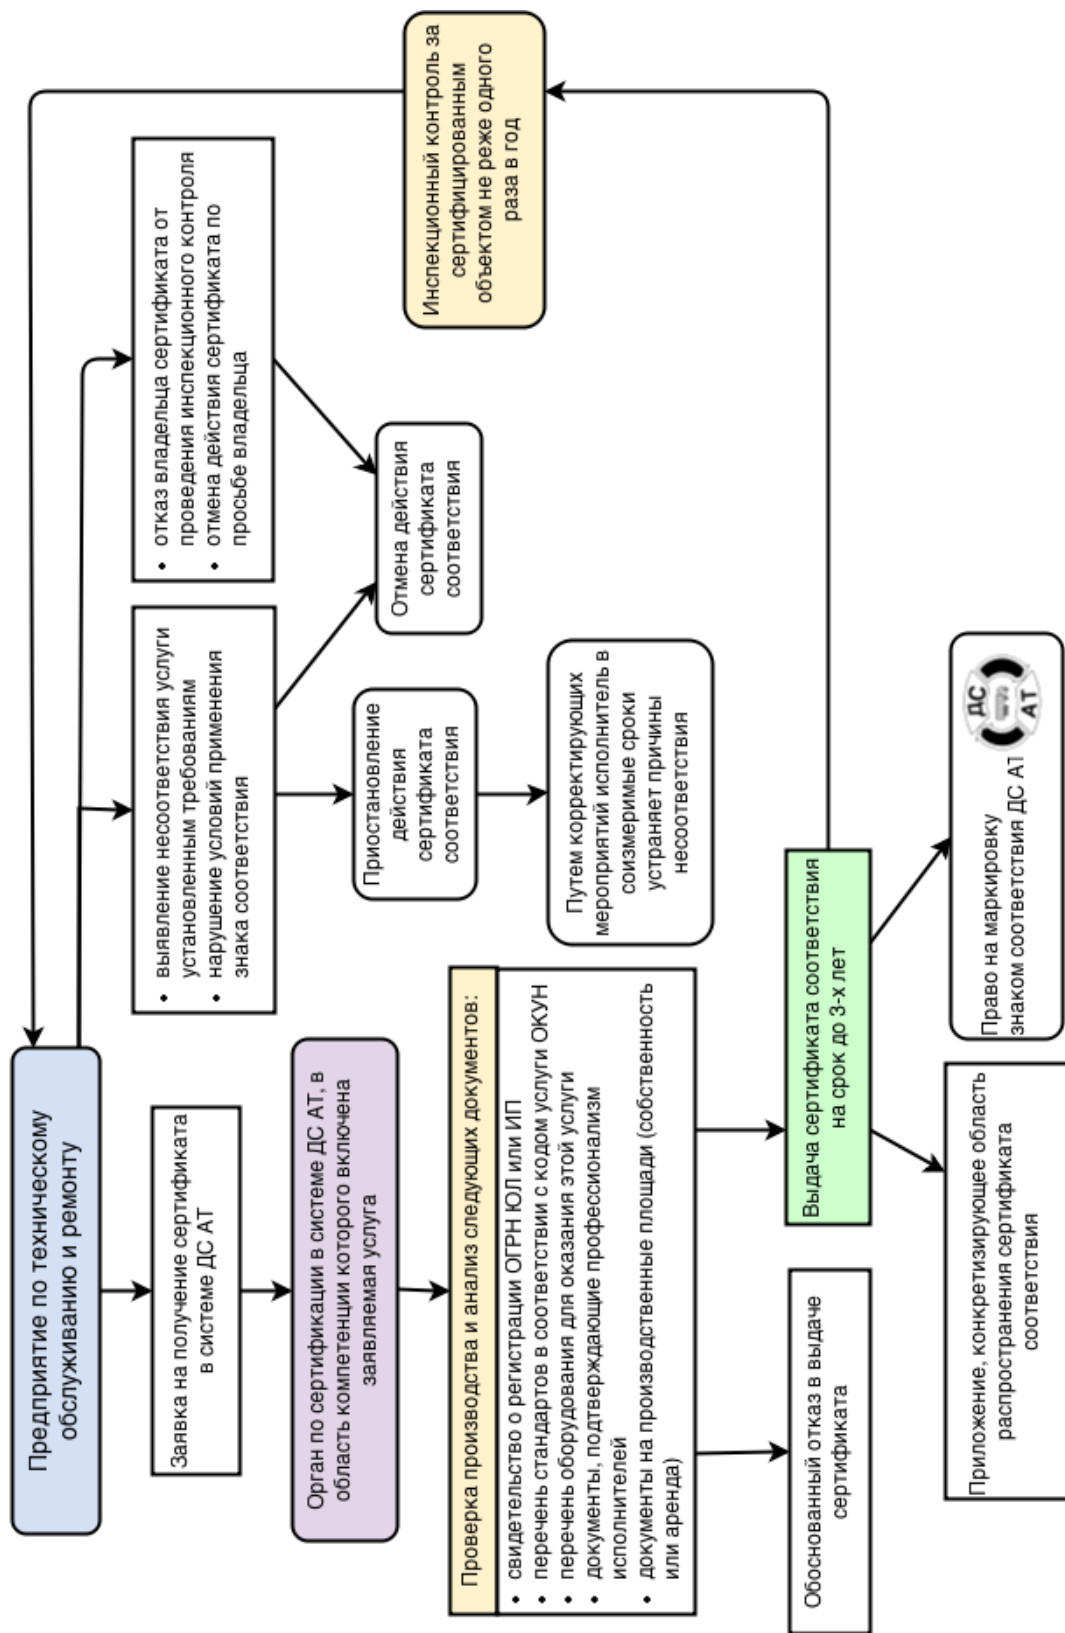 Предприятие по техническому
обслуживанию и ремонту
Заявка на получение сертификата
в системе ДС АТ
Орган по сертификации в системе ДС АТ, в
область компетенции которого включена
заявляемая услуга
Проверка производства и анализ следующих документов:
• свидетельство о регистрации ОГРН ЮЛ или ИП
• перечень стандартов в соответствии с кодом услуги ОКУН
• перечень оборудования для оказания этой услуги
• документы, подтверждающие профессионализм
исполнителей
• документы на производственные площади (собственность
или аренда)
Обоснованный отказ в выдаче
сертификата
Выдача сертификата соответствия
на срок до 3-х лет
Приложение, конкретизирующее область
распространения сертификата
соответствия
Право на маркировку
знаком соответствия ДС АТ
ДС
АТ
• выявление несоответствия услуги
установленным требованиям
• нарушение условий применения
знака соответствия
• отказ владельца сертификата от
проведения инспекционного контроля
• отмена действия сертификата по
просьбе владельца
Приостановление
действия
сертификата
соответствия
Отмена действия
сертификата
соответствия
Путем корректирующих
мероприятий исполнитель в
соизмеримые сроки
устраняет причины
несоответствия
Инспекционный контроль за
сертифицированным
объектом не реже одного
раза в год